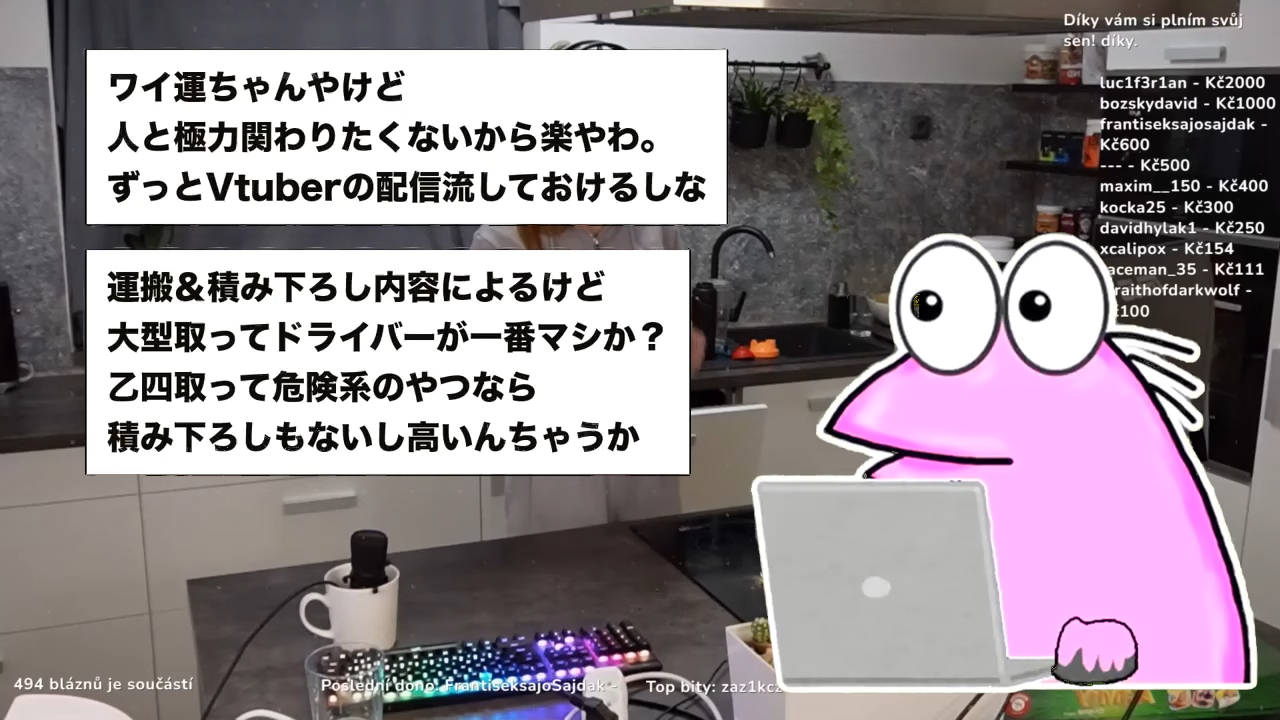 ワイ運ちゃんやけど
人と極力関わりたくないから楽やわ。
ずっとVtuberの配信流しておけるしな
運搬＆積み下ろし内容によるけど
大型取ってドライバーが一番マシか？
乙四取って危険系のやつなら
積み下ろしもないし高いんちゃうか
Díky vám si plním svůj
sen! díky.
luc1f3r1an - Kč2000
bozskydavid - Kč1000
frantiseksajosajdak -
Kč600
--- - Kč500
maxim__150 - Kč400
kocka25 - Kč300
davidhylak1 - Kč250
xcalipox - Kč154
aceman_35 - Kč111
raithofdarkwolf -
100
494 bláznů je součástí
Poslední dono: FrantiseksajoSajdak -
Top bity: zaz1kcz